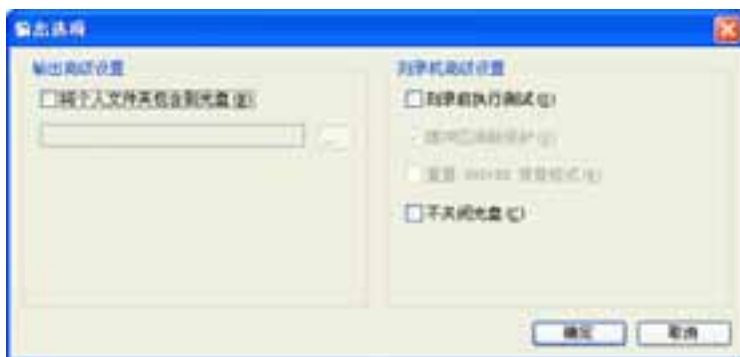 输出选项
输出高级设置
将个人文件夹包含到光盘(E)
刻录机高级设置
刻录前执行测试(T)
不关闭光盘(C)
确定
取消